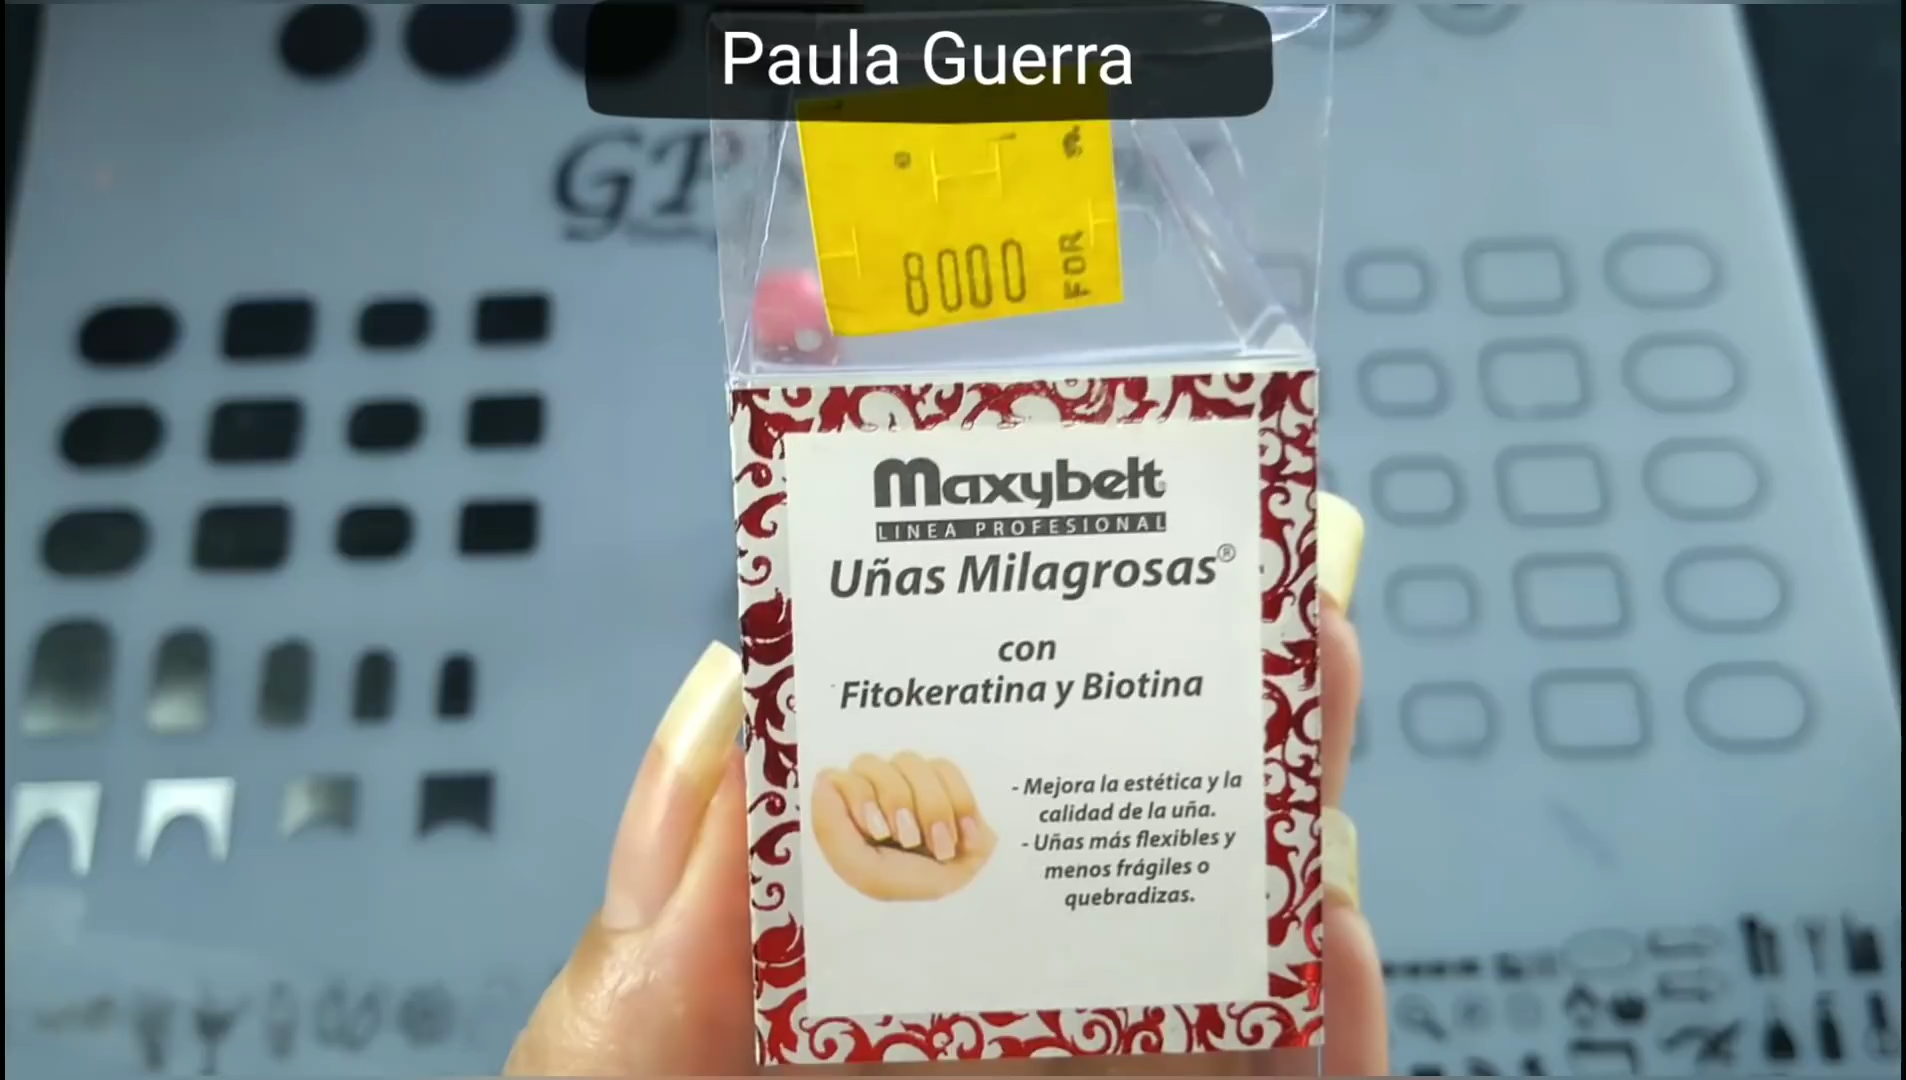 Paula Guerra
8000
FOR
GP
Maxybelt
LINEA PROFESIONAL
Uñas Milagrosas®
con
Fitokeratina y Biotina
- Mejora la estética y la
calidad de la uña.
- Uñas más flexibles y
menos frágiles o
quebradizas.